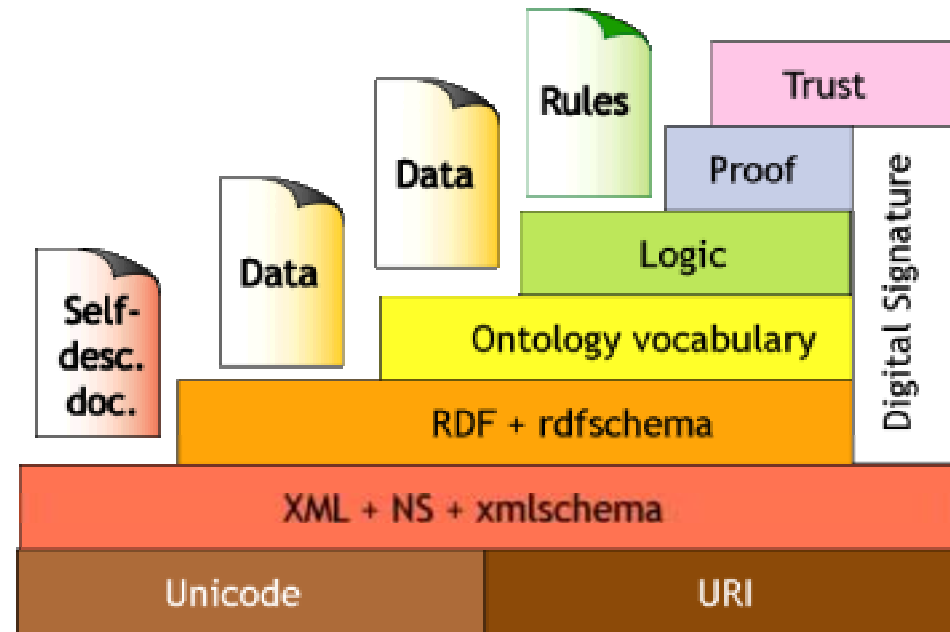 Rules
Trust
Data
Proof
Data
Logic
Self-
desc.
doc.
Ontology vocabulary
Digital Signature
RDF + rdfschema
XML + NS + xmlschema
Unicode
URI